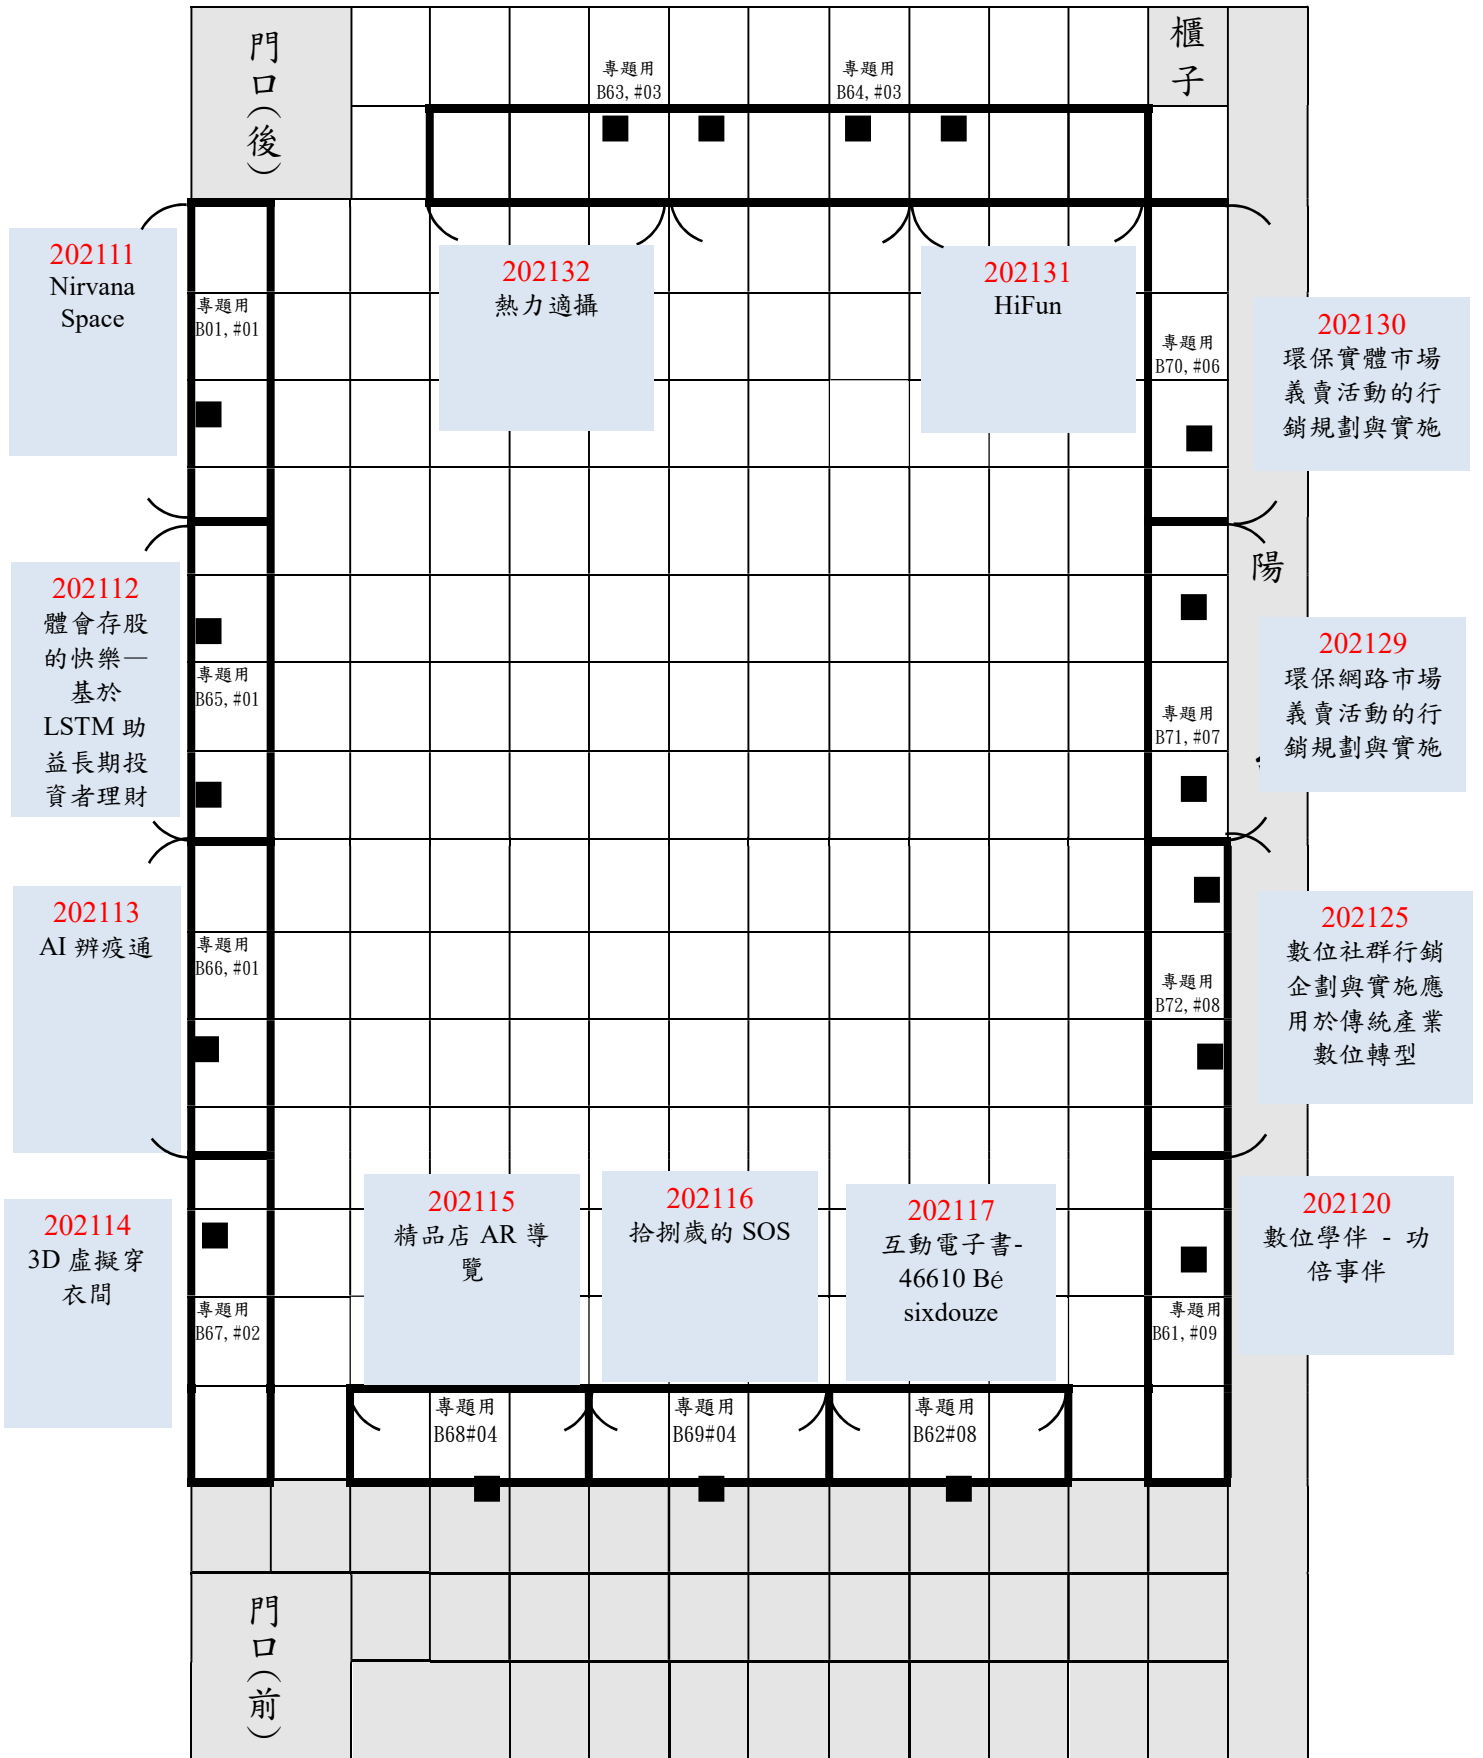 門口(後)
櫃子
專題用
B63, #03
專題用
B64, #03
202111
Nirvana
Space
專題用
B01, #01
202132
熱力適攝
202131
HiFun
專題用
B70, #06
202130
環保實體市場
義賣活動的行
銷規劃與實施
陽
202112
體會存股
的快樂—
基於
LSTM 助
益長期投
資者理財
專題用
B65, #01
專題用
B71, #07
202129
環保網路市場
義賣活動的行
銷規劃與實施
202113
AI 辨疫通
專題用
B66, #01
專題用
B72, #08
202125
數位社群行銷
企劃與實施應
用於傳統產業
數位轉型
202114
3D 虛擬穿
衣間
專題用
B67, #02
202115
精品店 AR 導
覽
202116
拾捌歲的 SOS
202117
互動電子書-
46610 Bé
sixdouze
專題用
B61, #09
202120
數位學伴 - 功
倍事伴
專題用
B68#04
專題用
B69#04
專題用
B62#08
門口(前)